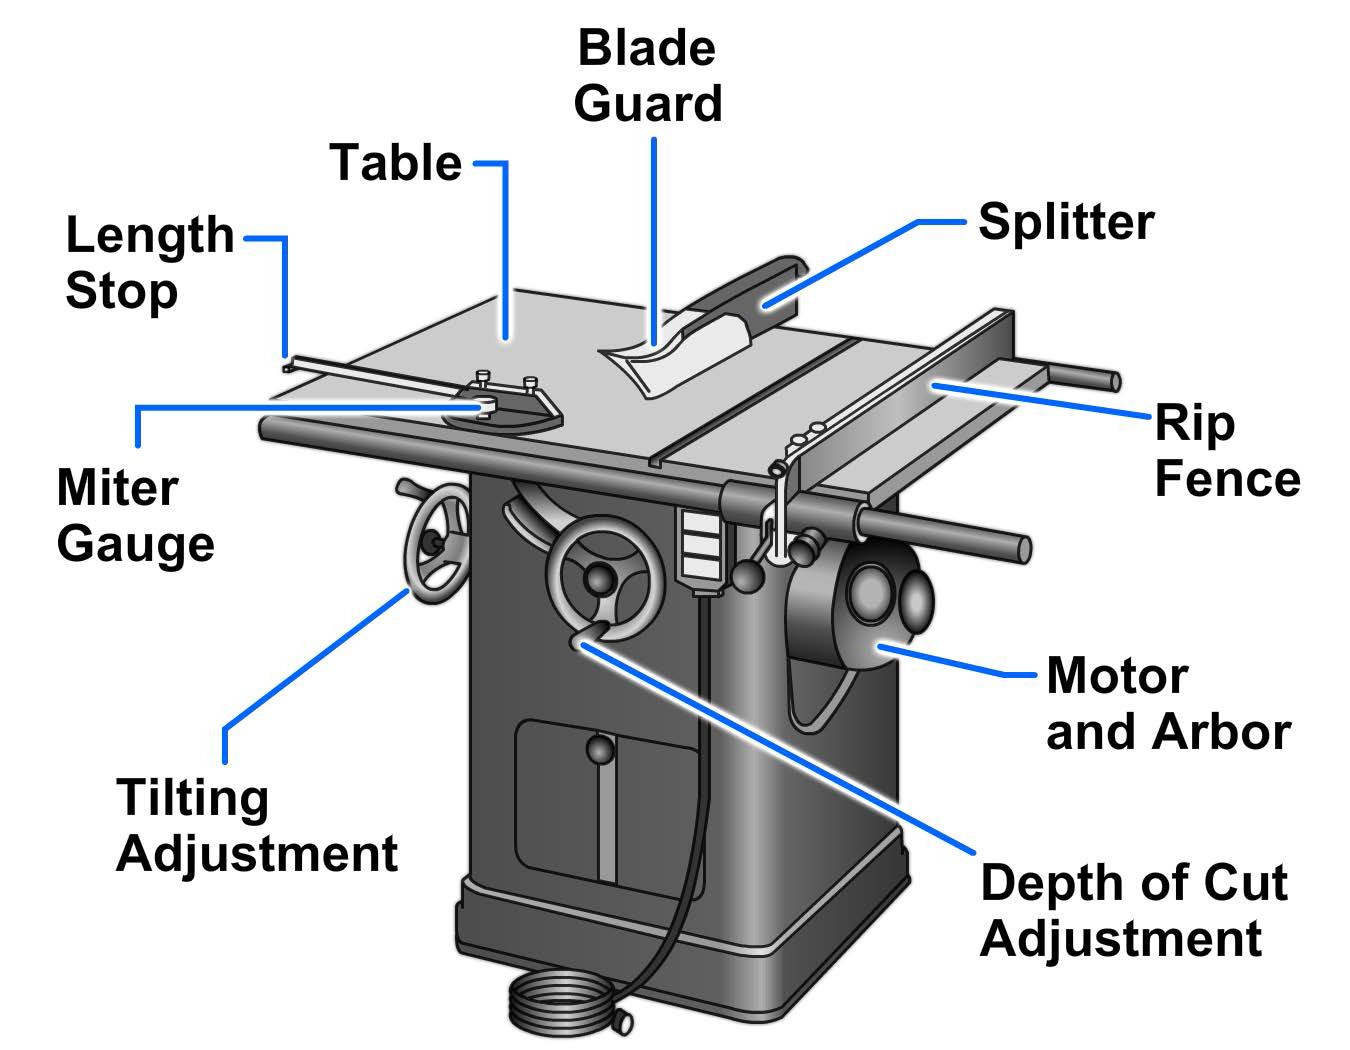 Blade
Guard
Table
Splitter
Length
Stop
Rip
Fence
Miter
Gauge
Motor
and Arbor
Tilting
Adjustment
Depth of Cut
Adjustment